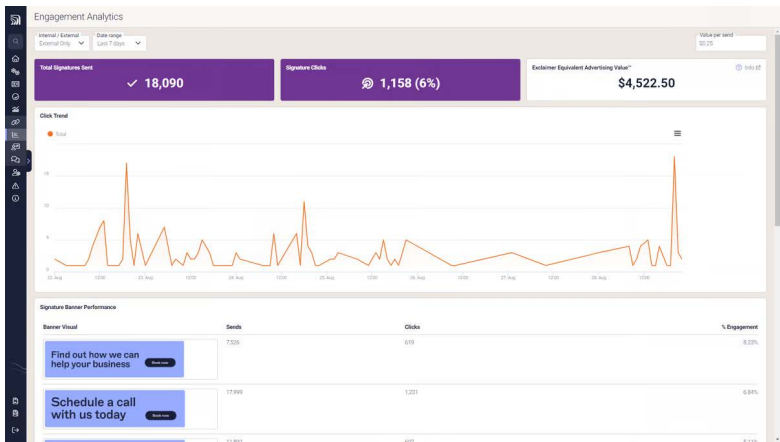 Engagement Analytics
Internal / External
External Only
Date range
Last 7 days
Value per send
$0.25
Total Signatures Sent
18,090
Signature Clicks
1,158 (6%)
Exclaimer Equivalent Advertising Value™
Info
$4,522.50
Click Trend
Total
15
10
5
0
22. Aug 12:00 23. Aug 12:00 24. Aug 12:00 25. Aug 12:00 26. Aug 12:00 27. Aug 12:00 28. Aug 12:00
Signature Banner Performance
Banner Visual Sends Clicks % Engagement
Find out how we can
help your business
Book now
7,526 619 8.23%
Schedule a call
with us today
Book now
17,999 1,201 6.84%